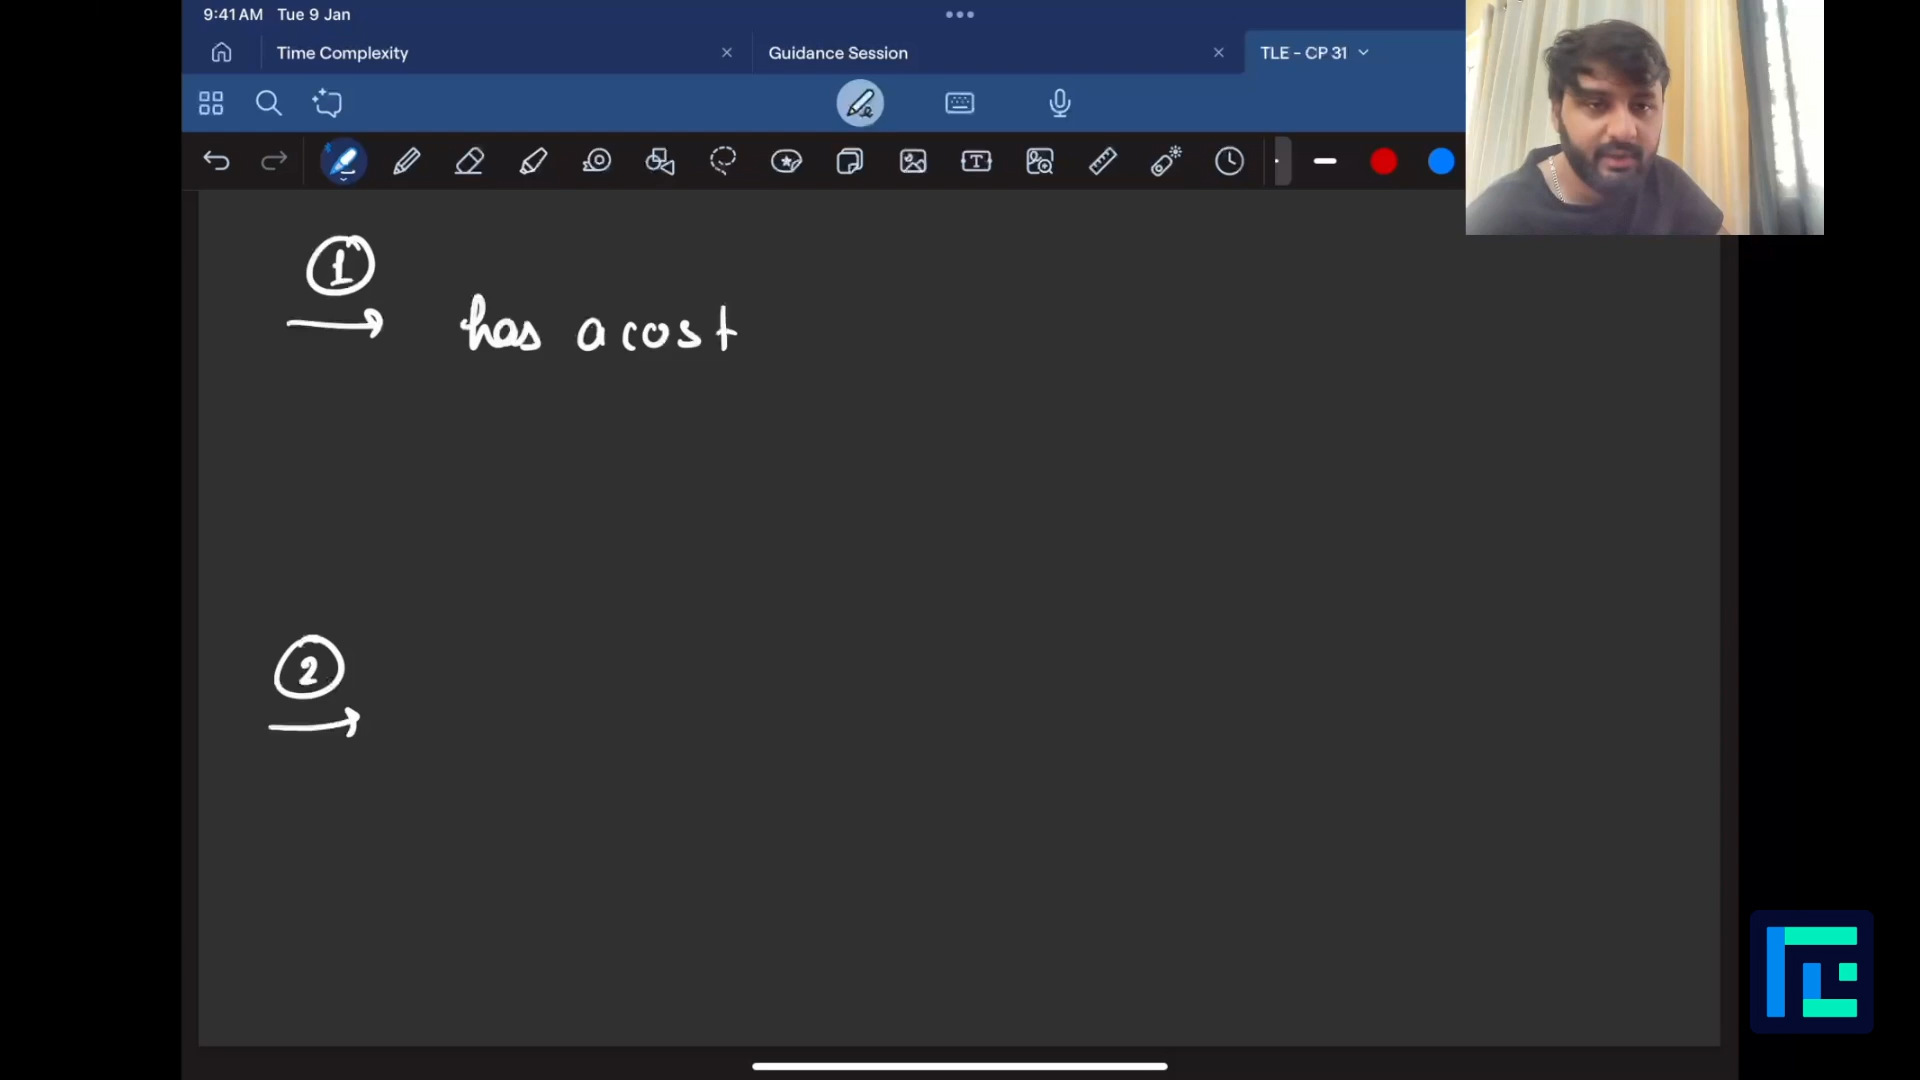 9:41 AM Tue 9 Jan
Time Complexity
Guidance Session
TLE - CP 31
1
has a cost
2